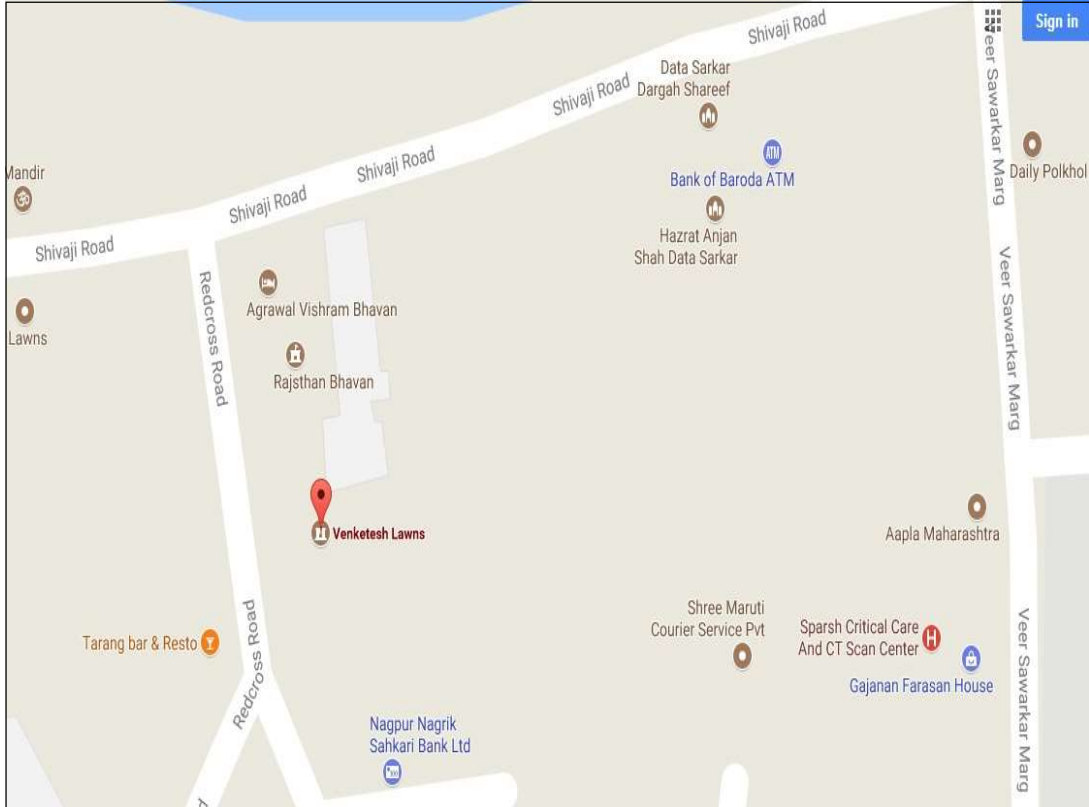 Sign in
Shivaji Road
Veer Sawarkar Marg
Data Sarkar
Dargah Shareef
Shivaji Road
ATM
Bank of Baroda ATM
Daily Polkhol
Mandir
Shivaji Road
Shivaji Road
Hazrat Anjan
Shah Data Sarkar
Shivaji Road
Redcross Road
Agrawal Vishram Bhavan
Veer Sawarkar Marg
Lawns
Rajsthan Bhavan
Venketesh Lawns
Aapla Maharashtra
Shree Maruti
Courier Service Pvt
Sparsh Critical Care
And CT Scan Center
H
Tarang bar & Resto
Redcross Road
Gajanan Farasan House
Veer Sawarkar Marg
Nagpur Nagrik
Sahkari Bank Ltd